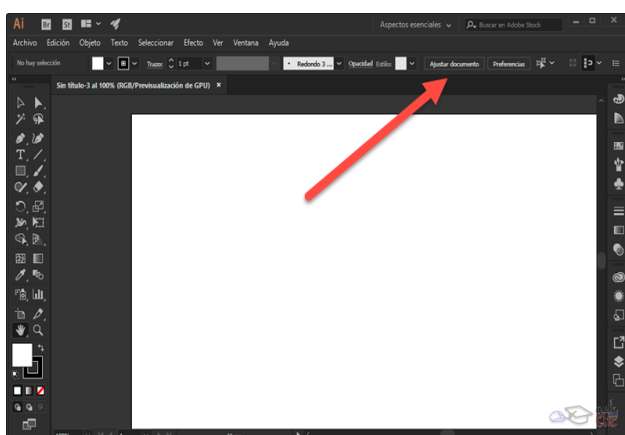 Ai Br St Aspectos esenciales Buscar en Adobe Stock
Archivo Edición Objeto Texto Seleccionar Efecto Ver Ventana Ayuda
No hay selección Trazo: 1 pt Redondo 3 ... Opacidad Estilo: Ajustar documento Preferencias
Sin título-3 al 100% (RGB/Previsualización de GPU) ×